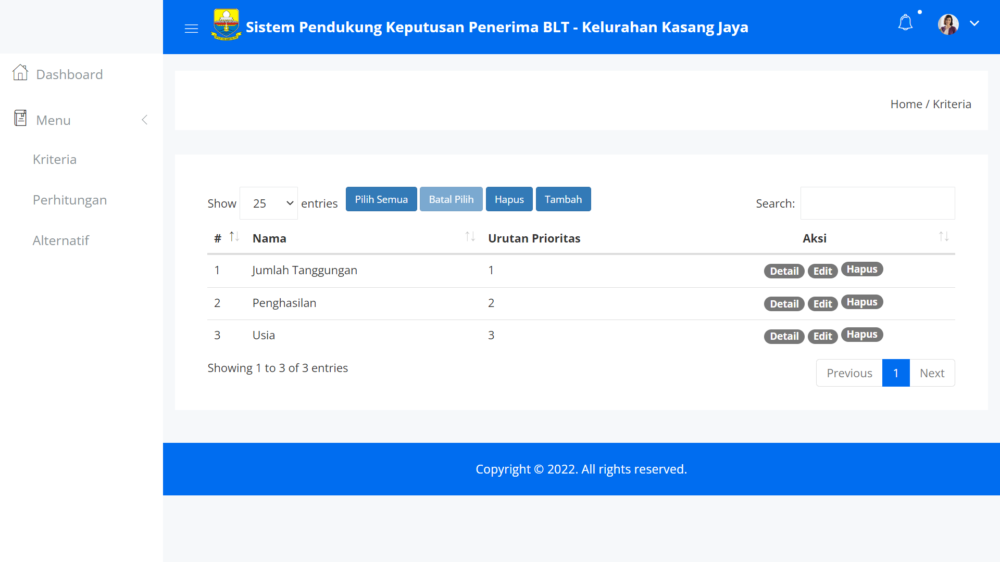 Sistem Pendukung Keputusan Penerima BLT - Kelurahan Kasang Jaya
Dashboard
Menu
Kriteria
Perhitungan
Alternatif
Home / Kriteria
Show 25 entries Pilih Semua Batal Pilih Hapus Tambah Search:
# Nama Urutan Prioritas Aksi
1 Jumlah Tanggungan 1 Detail Edit Hapus
2 Penghasilan 2 Detail Edit Hapus
3 Usia 3 Detail Edit Hapus
Showing 1 to 3 of 3 entries
Previous 1 Next
Copyright © 2022. All rights reserved.